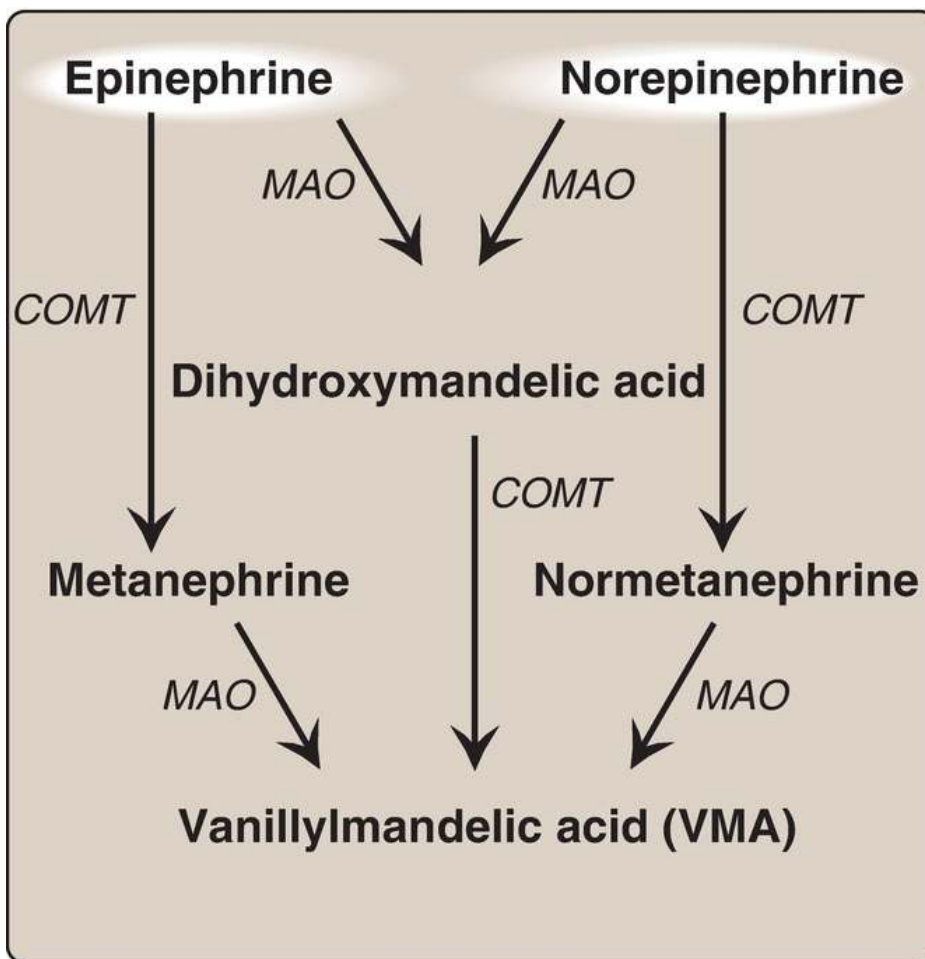 Epinephrine
Norepinephrine
MAO
MAO
COMT
COMT
Dihydroxymandelic acid
COMT
Metanephrine
Normetanephrine
MAO
MAO
Vanillylmandelic acid (VMA)